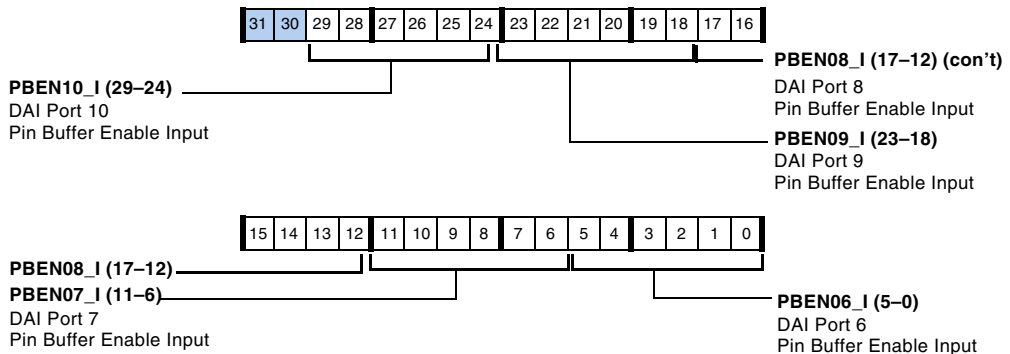 31 30 29 28 27 26 25 24 23 22 21 20 19 18 17 16
PBEN08_I (17–12) (con't)
DAI Port 8
Pin Buffer Enable Input
PBEN10_I (29–24)
DAI Port 10
Pin Buffer Enable Input
PBEN09_I (23–18)
DAI Port 9
Pin Buffer Enable Input
15 14 13 12 11 10 9 8 7 6 5 4 3 2 1 0
PBEN08_I (17–12)
PBEN07_I (11–6)
DAI Port 7
Pin Buffer Enable Input
PBEN06_I (5–0)
DAI Port 6
Pin Buffer Enable Input